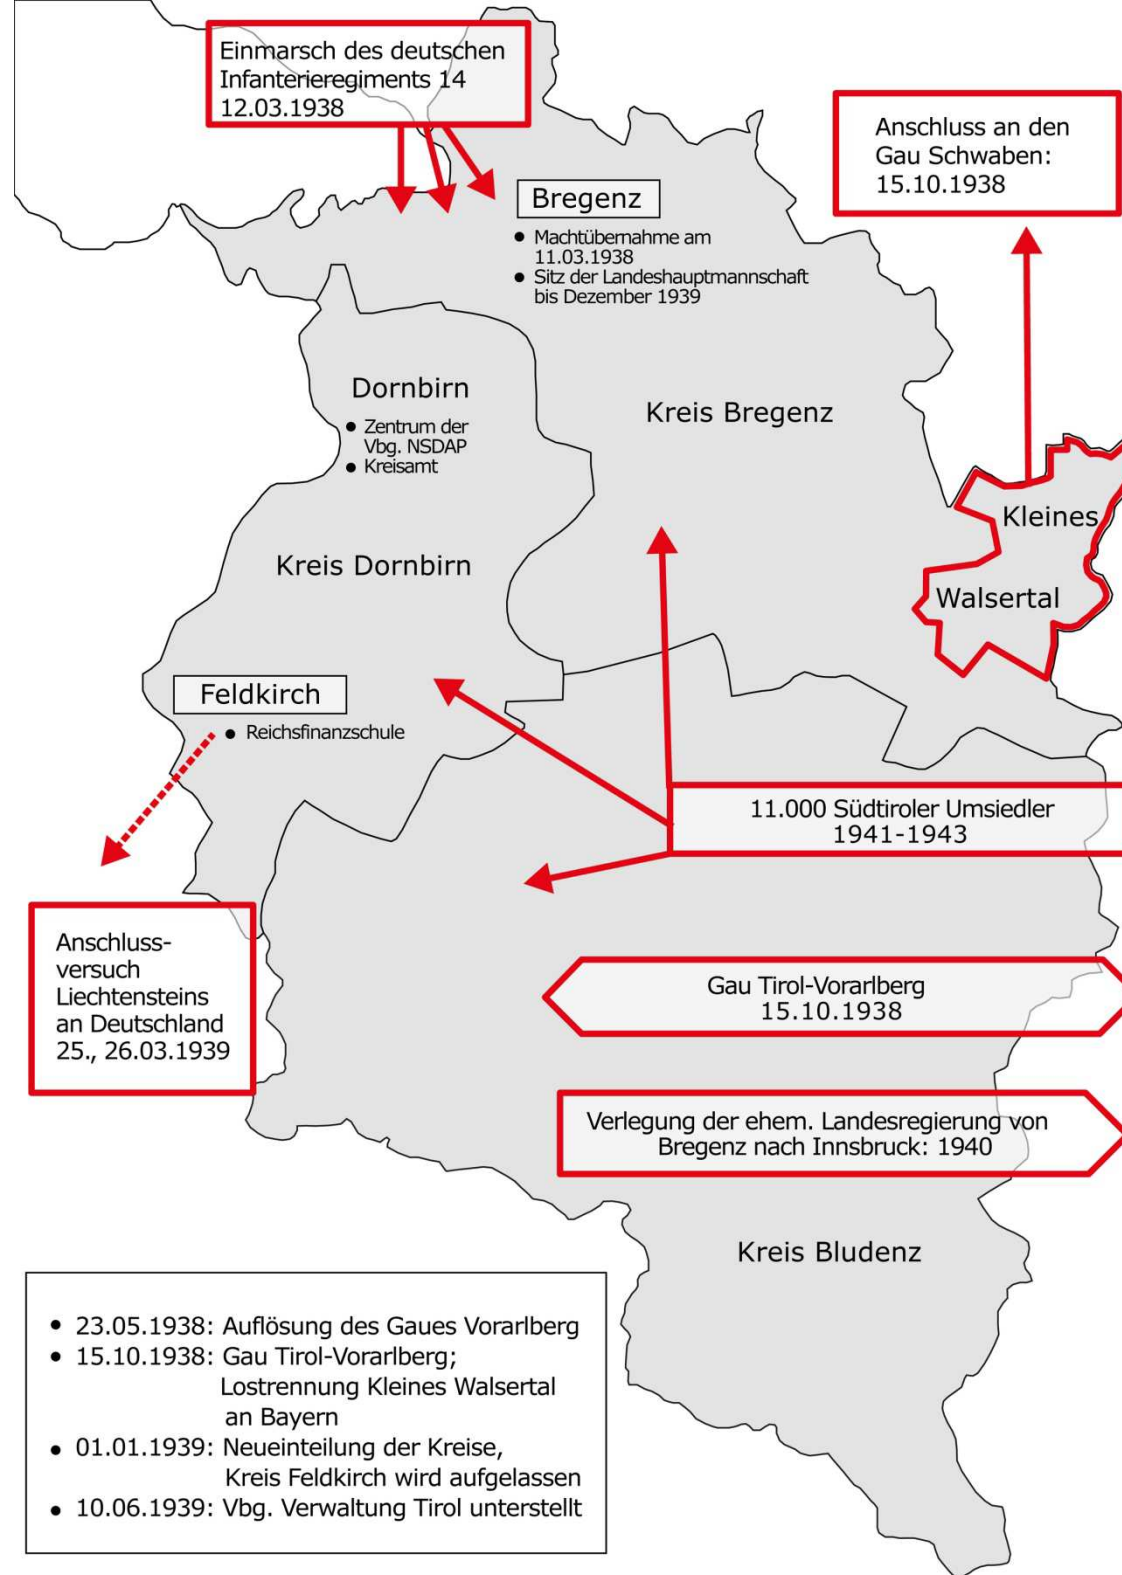 Einmarsch des deutschen
Infanterieregiments 14
12.03.1938
Anschluss an den
Gau Schwaben:
15.10.1938
Bregenz
• Machtübernahme am
11.03.1938
• Sitz der Landeshauptmannschaft
bis Dezember 1939
Dornbirn
• Zentrum der
Vbg. NSDAP
• Kreisamt
Kreis Bregenz
Kleines
Walsertal
Kreis Dornbirn
Feldkirch
• Reichsfinanzschule
11.000 Südtiroler Umsiedler
1941-1943
Anschluss-
versuch
Liechtensteins
an Deutschland
25., 26.03.1939
Gau Tirol-Vorarlberg
15.10.1938
Verlegung der ehem. Landesregierung von
Bregenz nach Innsbruck: 1940
Kreis Bludenz
• 23.05.1938: Auflösung des Gaues Vorarlberg
• 15.10.1938: Gau Tirol-Vorarlberg;
Lostrennung Kleines Walsertal
an Bayern
• 01.01.1939: Neueinteilung der Kreise,
Kreis Feldkirch wird aufgelassen
• 10.06.1939: Vbg. Verwaltung Tirol unterstellt